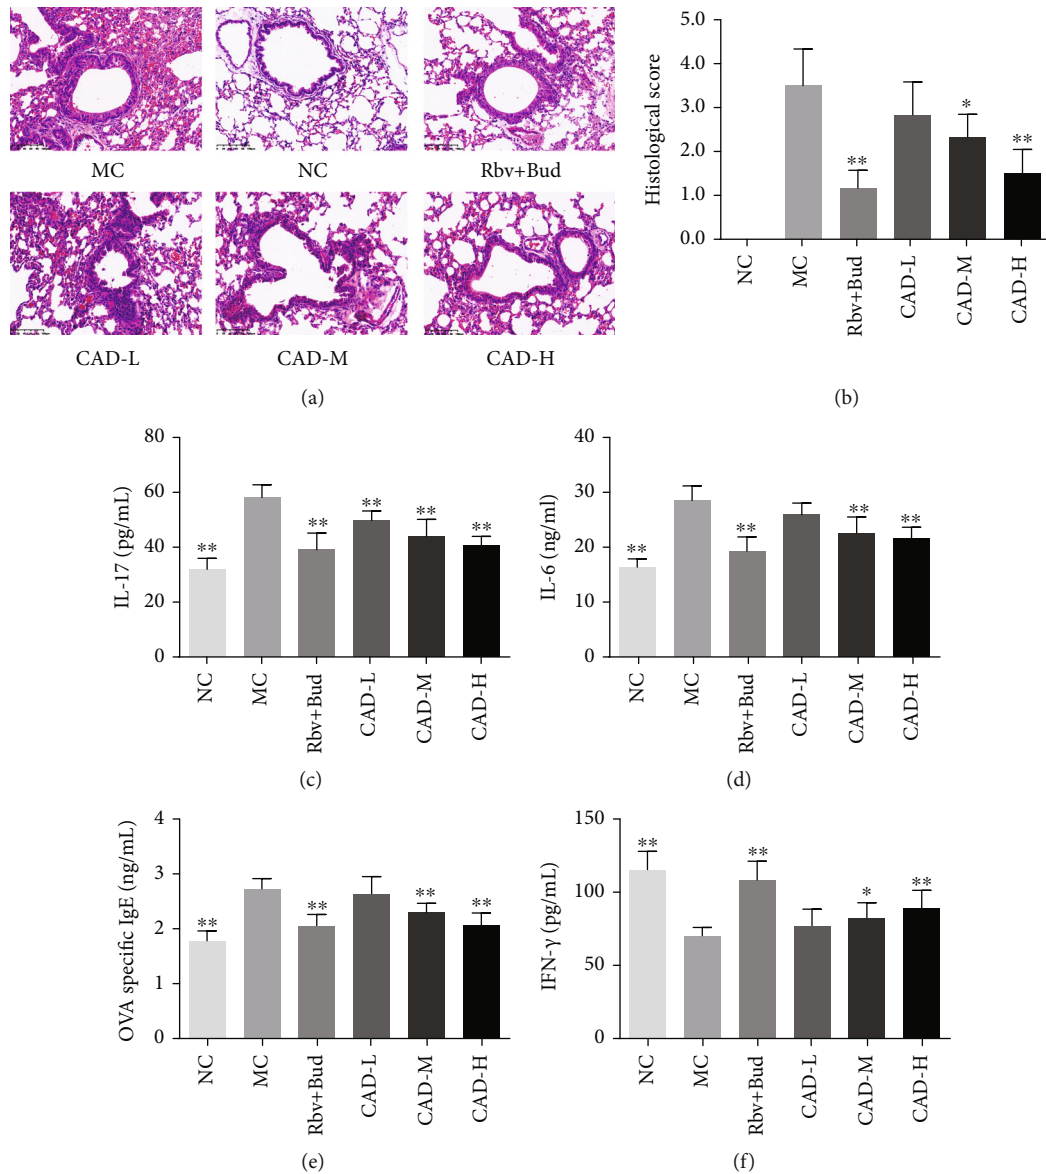 MC
NC
Rbv+Bud
CAD-L
CAD-M
CAD-H
(a)
Histological score
5.0
4.0
3.0
2.0
1.0
0.0
**
*
**
NC
MC
Rbv+Bud
CAD-L
CAD-M
CAD-H
(b)
IL-17 (pg/mL)
80
60
40
20
0
**
**
**
**
**
NC
MC
Rbv+Bud
CAD-L
CAD-M
CAD-H
(c)
IL-6 (ng/ml)
40
30
20
10
0
**
**
**
**
NC
MC
Rbv+Bud
CAD-L
CAD-M
CAD-H
(d)
OVA specific IgE (ng/mL)
4
3
2
1
0
**
**
**
**
NC
MC
Rbv+Bud
CAD-L
CAD-M
CAD-H
(e)
IFN-γ (pg/mL)
150
100
50
0
**
**
*
**
NC
MC
Rbv+Bud
CAD-L
CAD-M
CAD-H
(f)